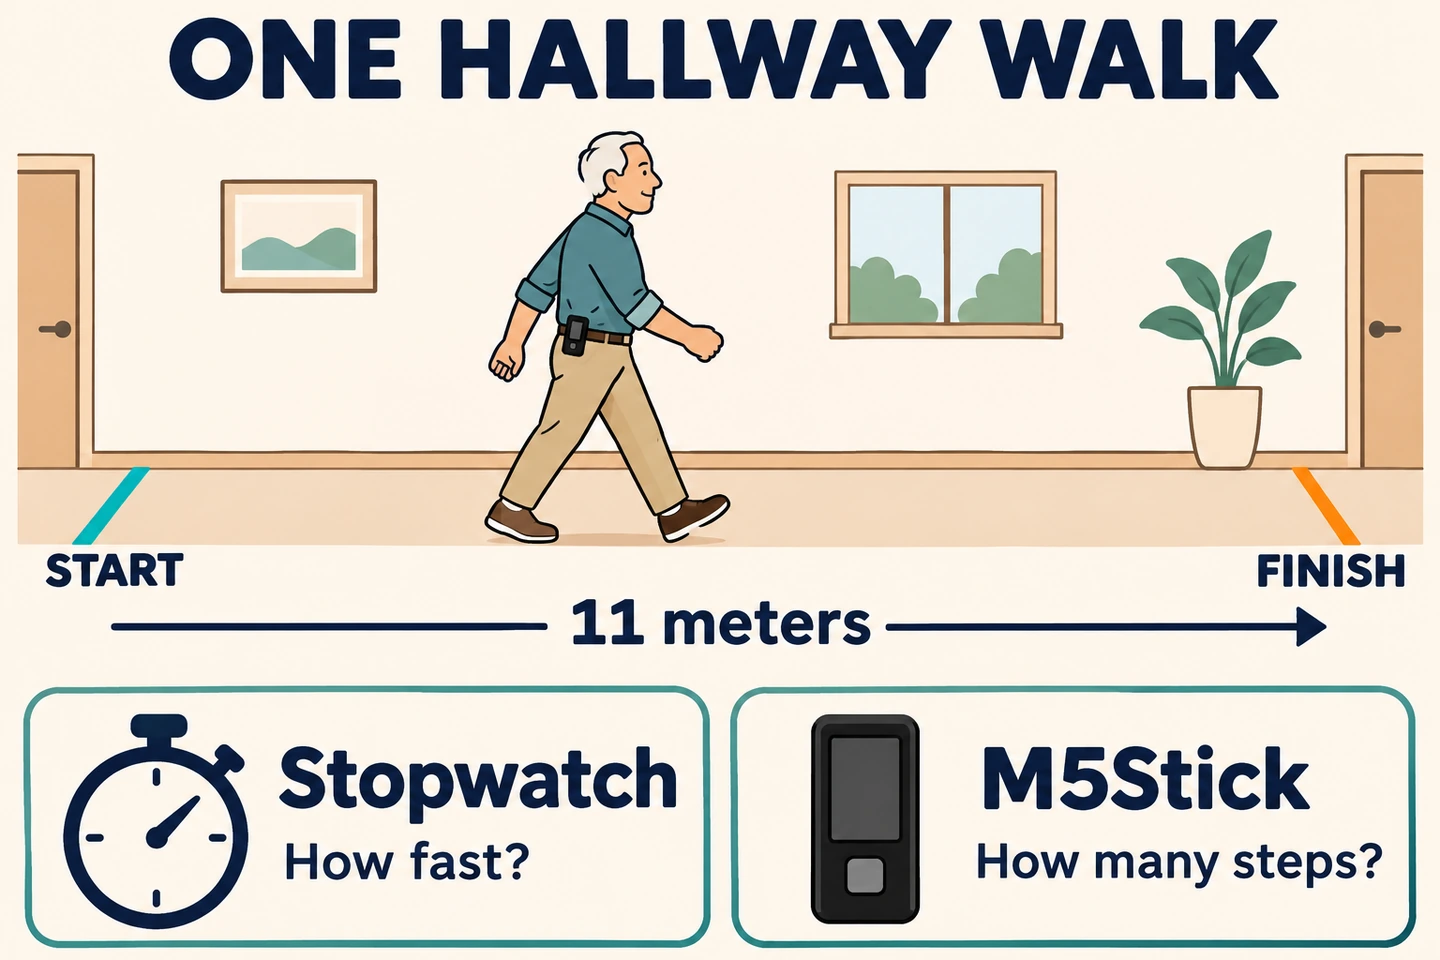 ONE HALLWAY WALK
START
FINISH
11 meters
Stopwatch
How fast?
M5Stick
How many steps?